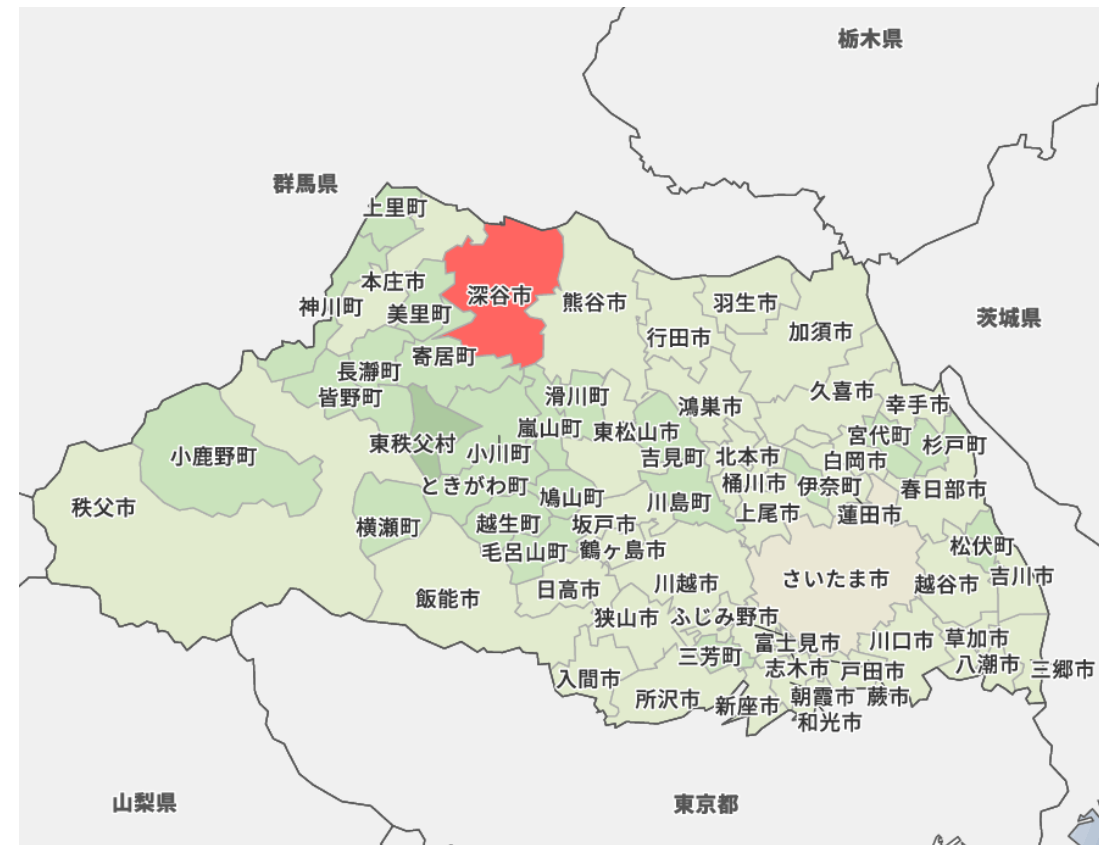 栃木県
群馬県
上里町
本庄市
深谷市
神川町
美里町
熊谷市
羽生市
茨城県
行田市
加須市
寄居町
長瀞町
皆野町
滑川町
鴻巣市
久喜市
幸手市
東秩父村
小川町
嵐山町
東松山市
宮代町
杉戸町
小鹿野町
吉見町
北本市
白岡市
ときがわ町
桶川市
伊奈町
春日部市
秩父市
鳩山町
川島町
上尾市
蓮田市
横瀬町
越生町
坂戸市
毛呂山町
鶴ヶ島市
松伏町
飯能市
日高市
川越市
さいたま市
越谷市
吉川市
狭山市
ふじみ野市
三芳町
富士見市
川口市
草加市
入間市
志木市
戸田市
八潮市
三郷市
所沢市
新座市
朝霞市
蕨市
和光市
山梨県
東京都